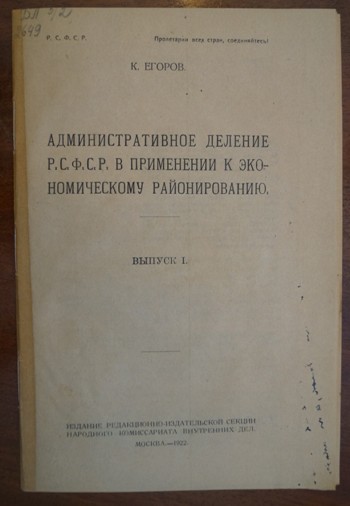 Р. С. Ф. С. Р. Пролетарии всех стран, соединяйтесь!
К. ЕГОРОВ.
АДМИНИСТРАТИВНОЕ ДЕЛЕНИЕ
Р.С.Ф.С.Р. В ПРИМЕНЕНИИ К ЭКО-
НОМИЧЕСКОМУ РАЙОНИРОВАНИЮ.
ВЫПУСК I.
ИЗДАНИЕ РЕДАКЦИОННО-ИЗДАТЕЛЬСКОЙ СЕКЦИИ
НАРОДНОГО КОМИССАРИАТА ВНУТРЕННИХ ДЕЛ.
МОСКВА.—1922.